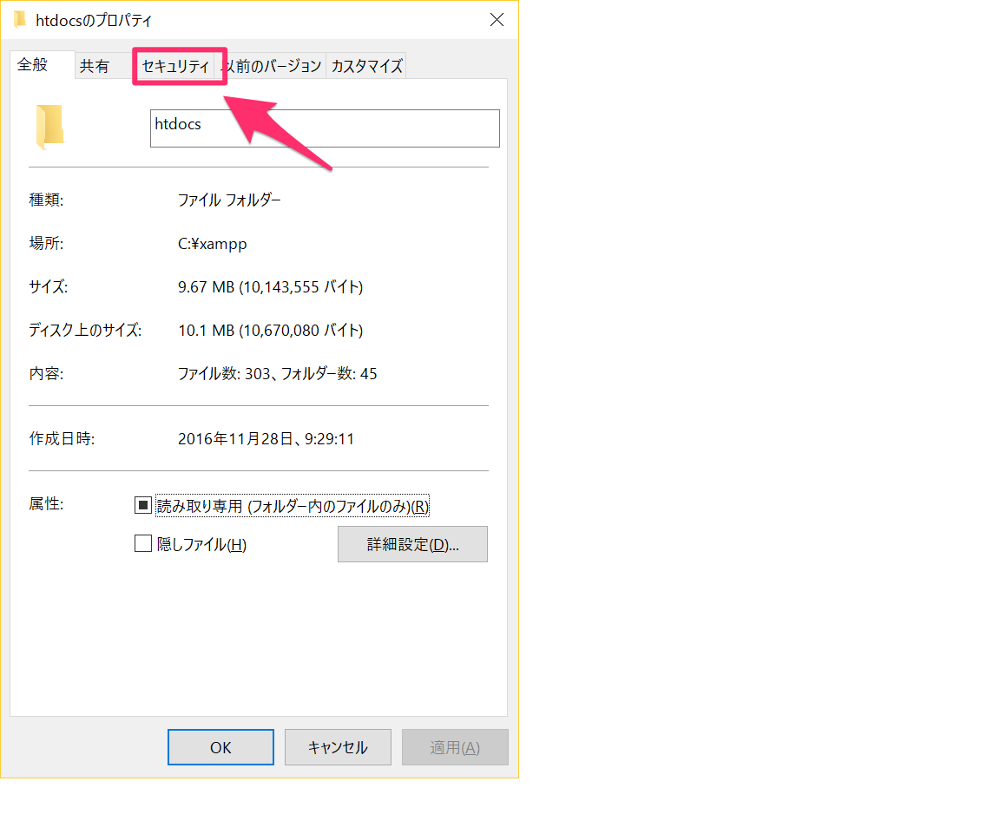 htdocsのプロパティ
全般 共有 セキュリティ 以前のバージョン カスタマイズ
htdocs
種類: ファイル フォルダー
場所: C:¥xampp
サイズ: 9.67 MB (10,143,555 バイト)
ディスク上のサイズ: 10.1 MB (10,670,080 バイト)
内容: ファイル数: 303、フォルダー数: 45
作成日時: 2016年11月28日、9:29:11
属性: 読み取り専用 (フォルダー内のファイルのみ)(R)
隠しファイル(H) 詳細設定(D)...
OK キャンセル 適用(A)